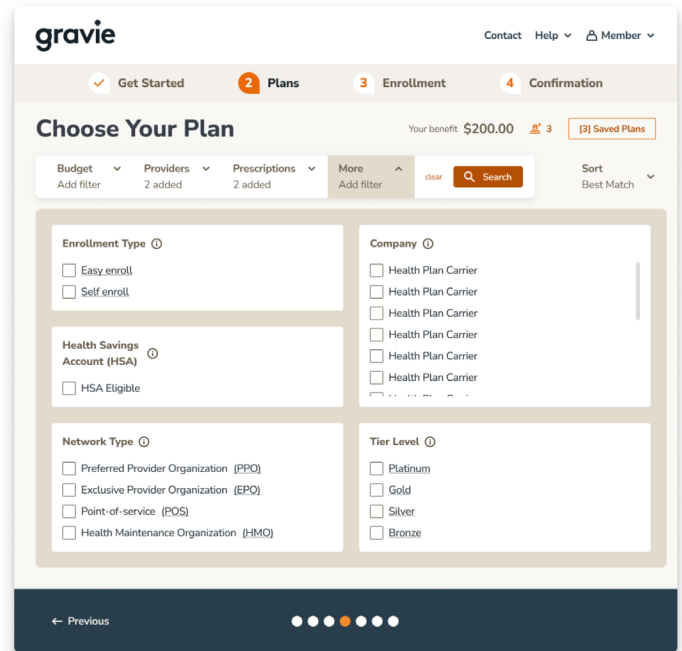 gravie
Contact Help Member
Get Started 2 Plans 3 Enrollment 4 Confirmation
Choose Your Plan
Your benefit $200.00 3 [3] Saved Plans
Budget Providers Prescriptions More Sort
Add filter 2 added 2 added Add filter clear Search Best Match
Enrollment Type
Easy enroll
Self enroll
Health Savings
Account (HSA)
HSA Eligible
Company
Health Plan Carrier
Health Plan Carrier
Health Plan Carrier
Health Plan Carrier
Health Plan Carrier
Health Plan Carrier
Network Type
Preferred Provider Organization (PPO)
Exclusive Provider Organization (EPO)
Point-of-service (POS)
Health Maintenance Organization (HMO)
Tier Level
Platinum
Gold
Silver
Bronze
← Previous